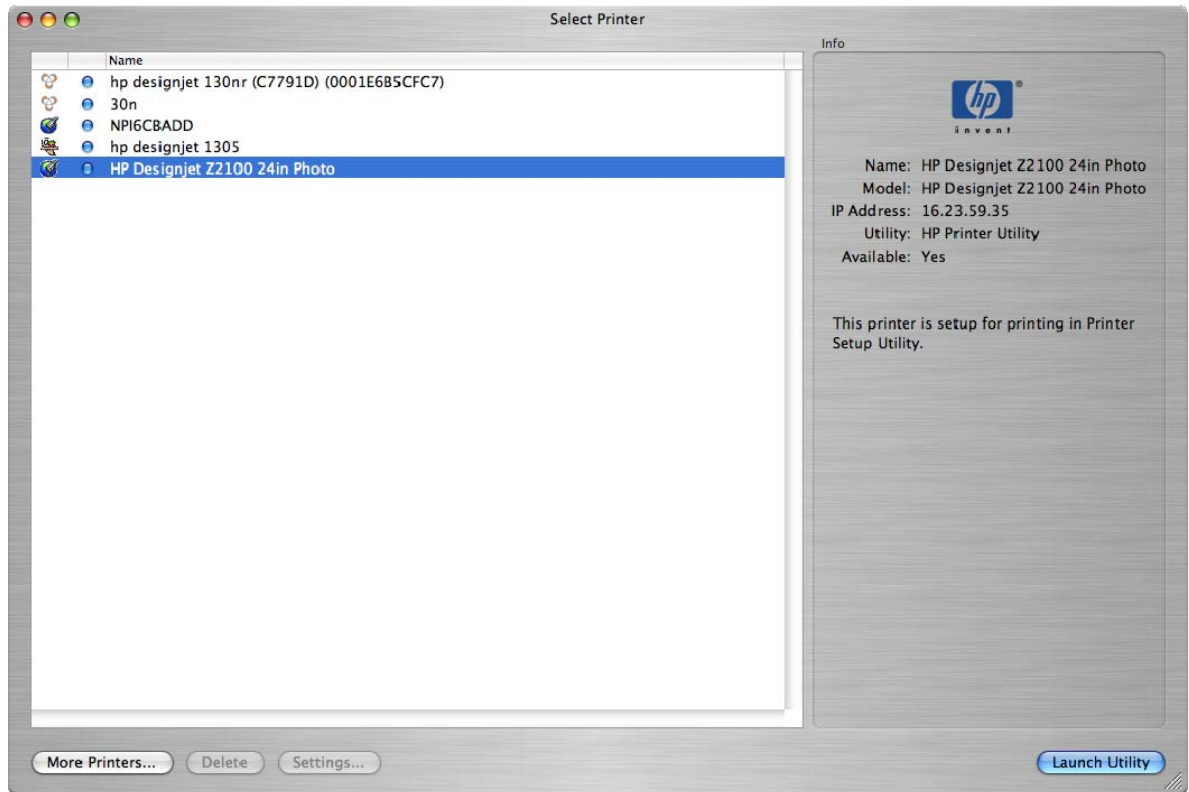 Select Printer
Name
hp designjet 130nr (C7791D) (0001E6B5CFC7)
30n
NPI6CBADD
hp designjet 1305
HP Designjet Z2100 24in Photo
Info
hp
invent
Name: HP Designjet Z2100 24in Photo
Model: HP Designjet Z2100 24in Photo
IP Address: 16.23.59.35
Utility: HP Printer Utility
Available: Yes
This printer is setup for printing in Printer
Setup Utility.
More Printers...
Delete
Settings...
Launch Utility